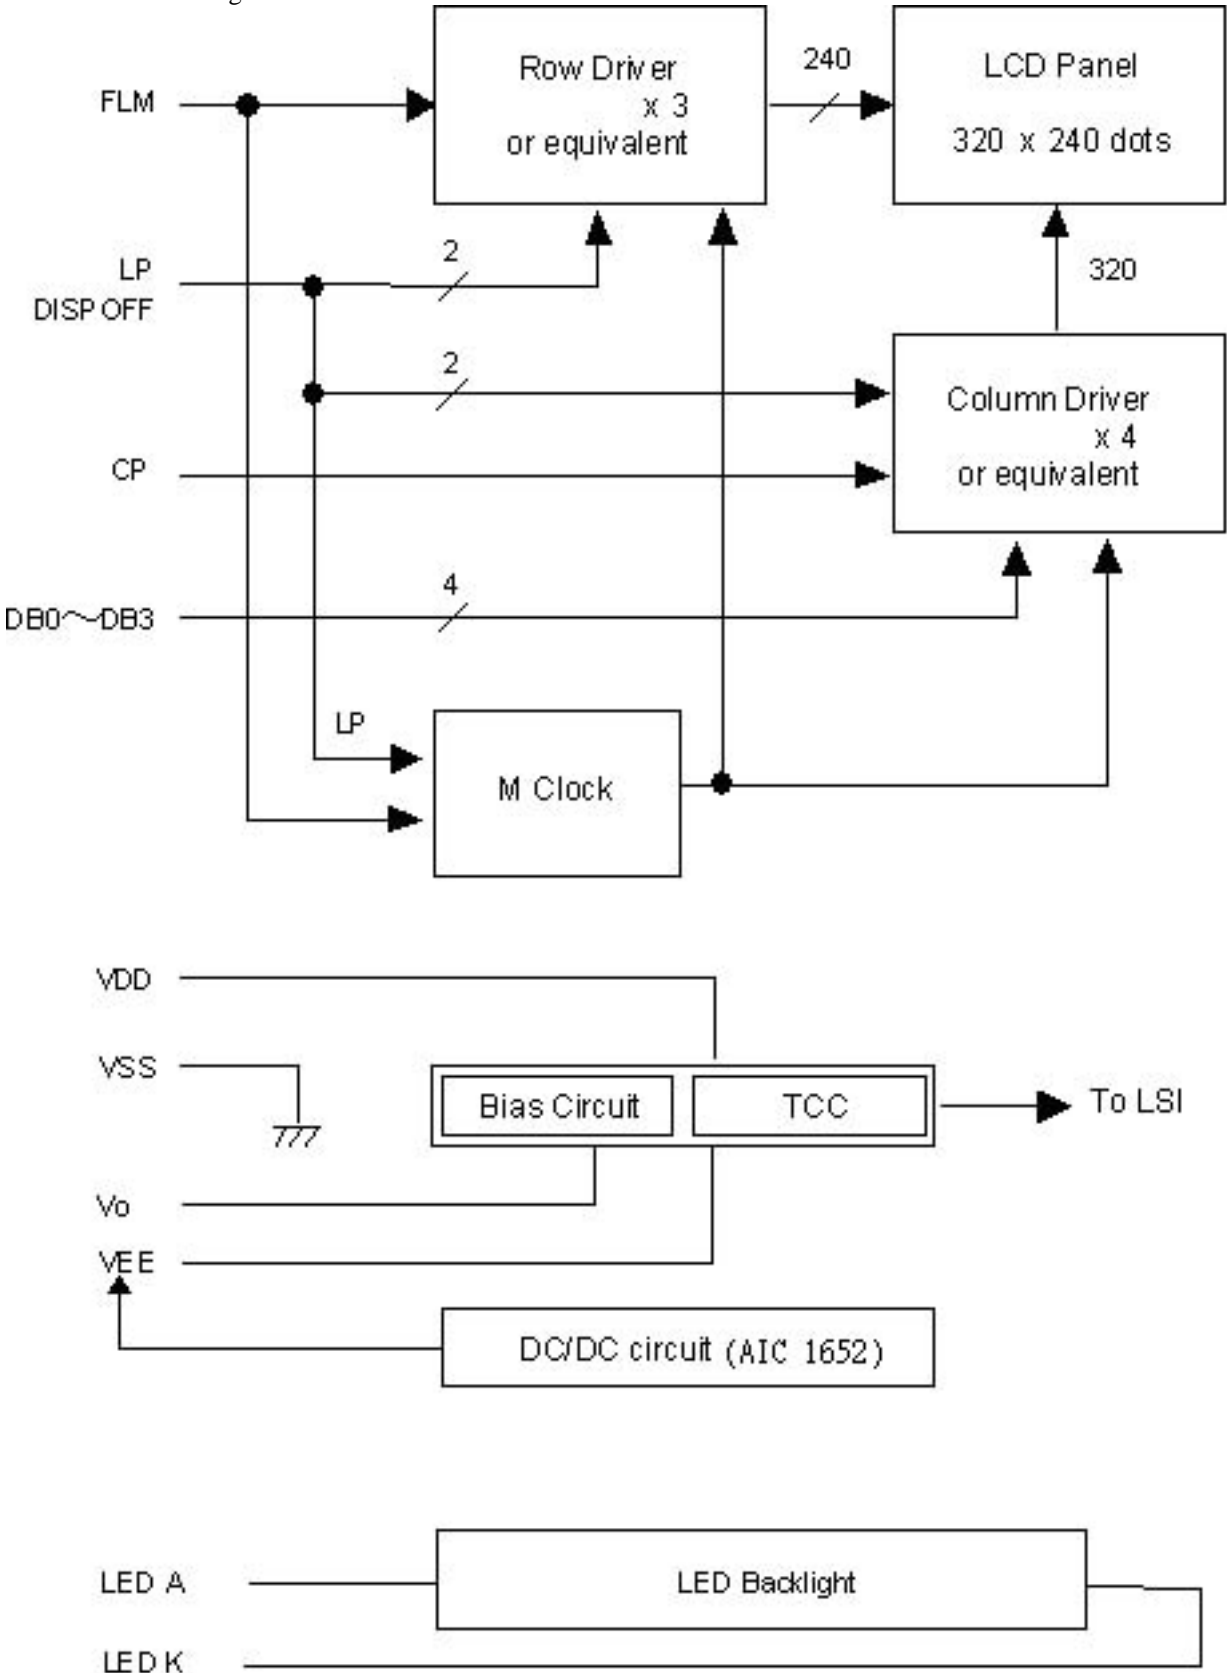 FLM
Row Driver
x 3
or equivalent
240
LCD Panel
320 x 240 dots
LP
DISP OFF
2
320
2
Column Driver
x 4
or equivalent
CP
4
DB0～DB3
LP
M Clock
VDD
VSS
Bias Circuit
TCC
To LSI
Vo
VEE
DC/DC circuit (AIC 1652)
LED A
LED Backlight
LED K